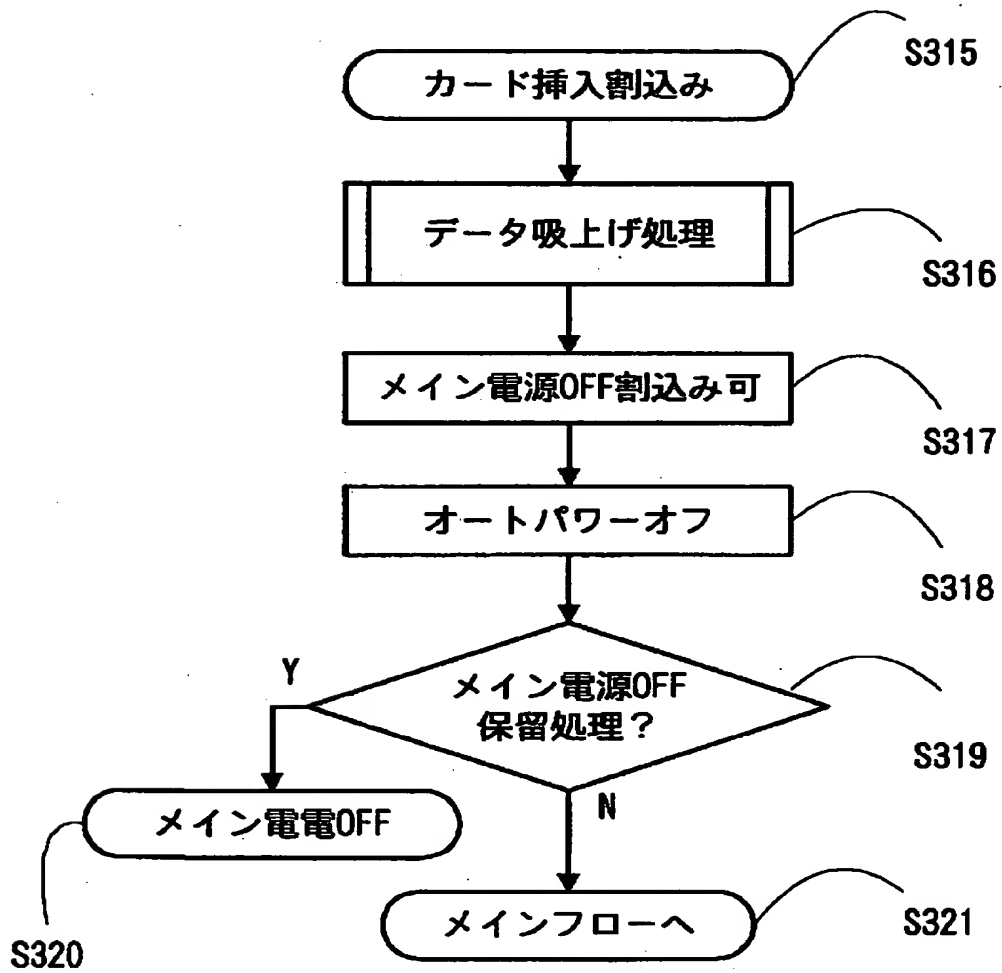 カード挿入割込み
S315
データ吸上げ処理
S316
メイン電源OFF割込み可
S317
オートパワーオフ
S318
Y
メイン電源OFF
保留処理？
S319
N
メイン電電OFF
S320
メインフローへ
S321